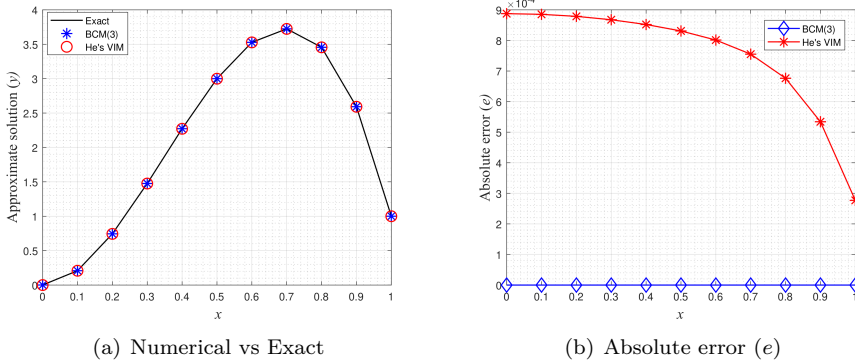 Approximate solution (y)
4
3.5
3
2.5
2
1.5
1
0.5
0
0 0.1 0.2 0.3 0.4 0.5 0.6 0.7 0.8 0.9 1
x
Exact
BCM(3)
He's VIM
(a) Numerical vs Exact
Absolute error (e)
9
8
7
6
5
4
3
2
1
0
0 0.1 0.2 0.3 0.4 0.5 0.6 0.7 0.8 0.9 1
x
BCM(3)
He's VIM
(b) Absolute error (e)